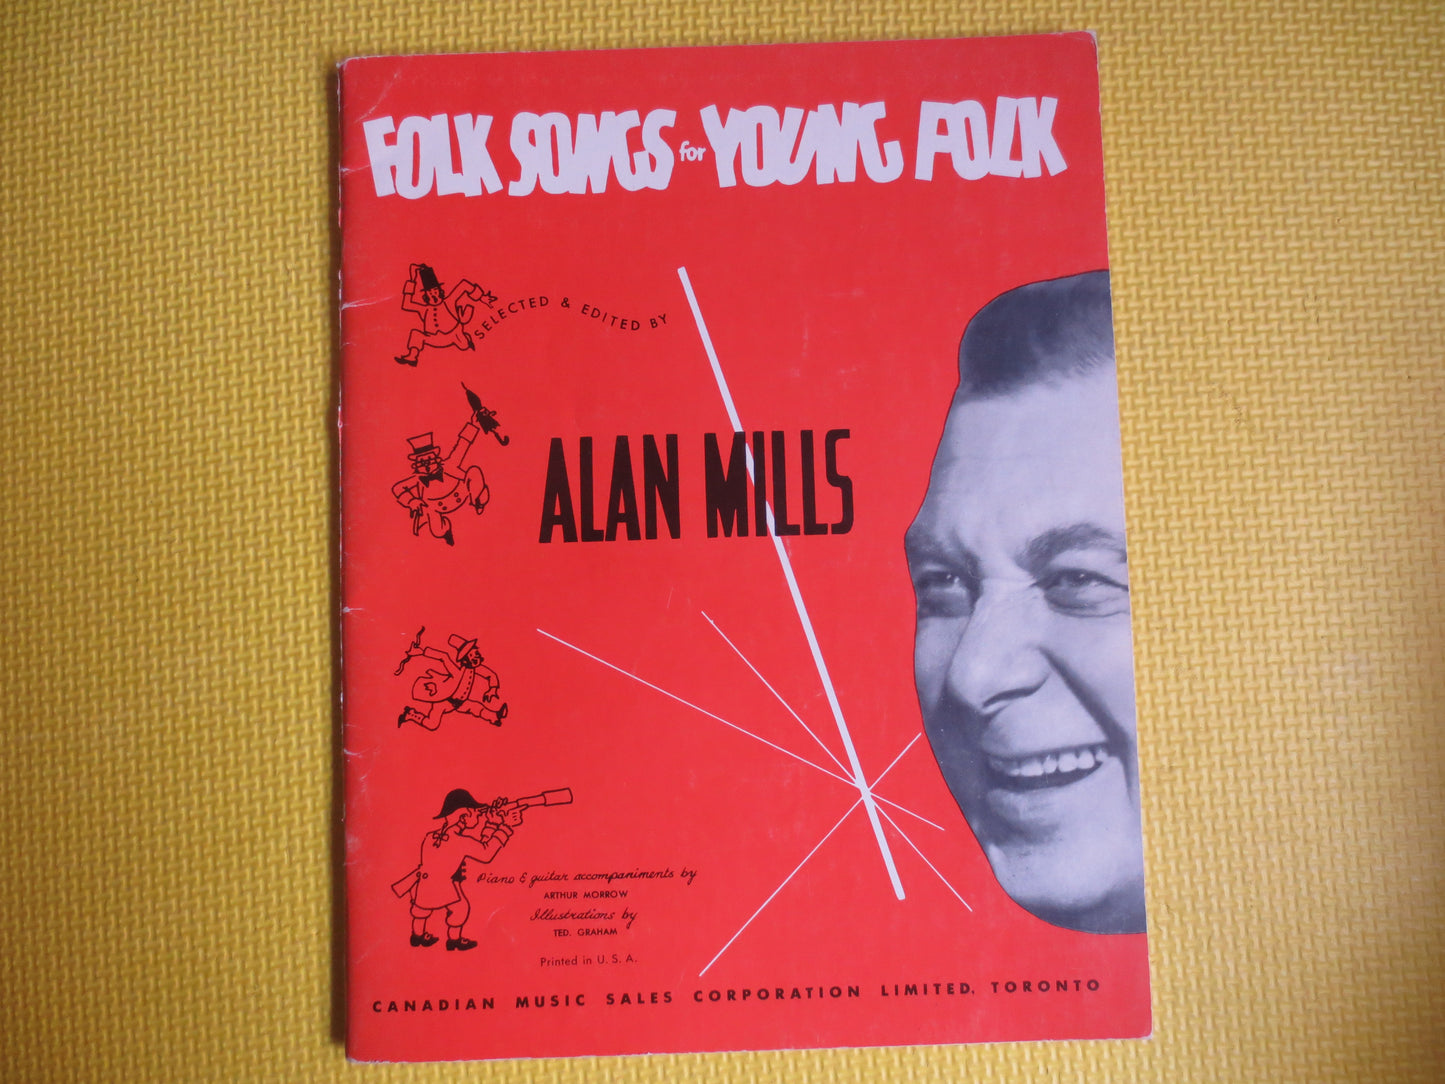 FOLK SONGS for YOUNG FOLK
SELECTED & EDITED BY
ALAN MILLS
Piano & guitar accompaniments by
ARTHUR MORROW
Illustrations by
TED. GRAHAM
Printed in U. S. A.
CANADIAN MUSIC SALES CORPORATION LIMITED, TORONTO